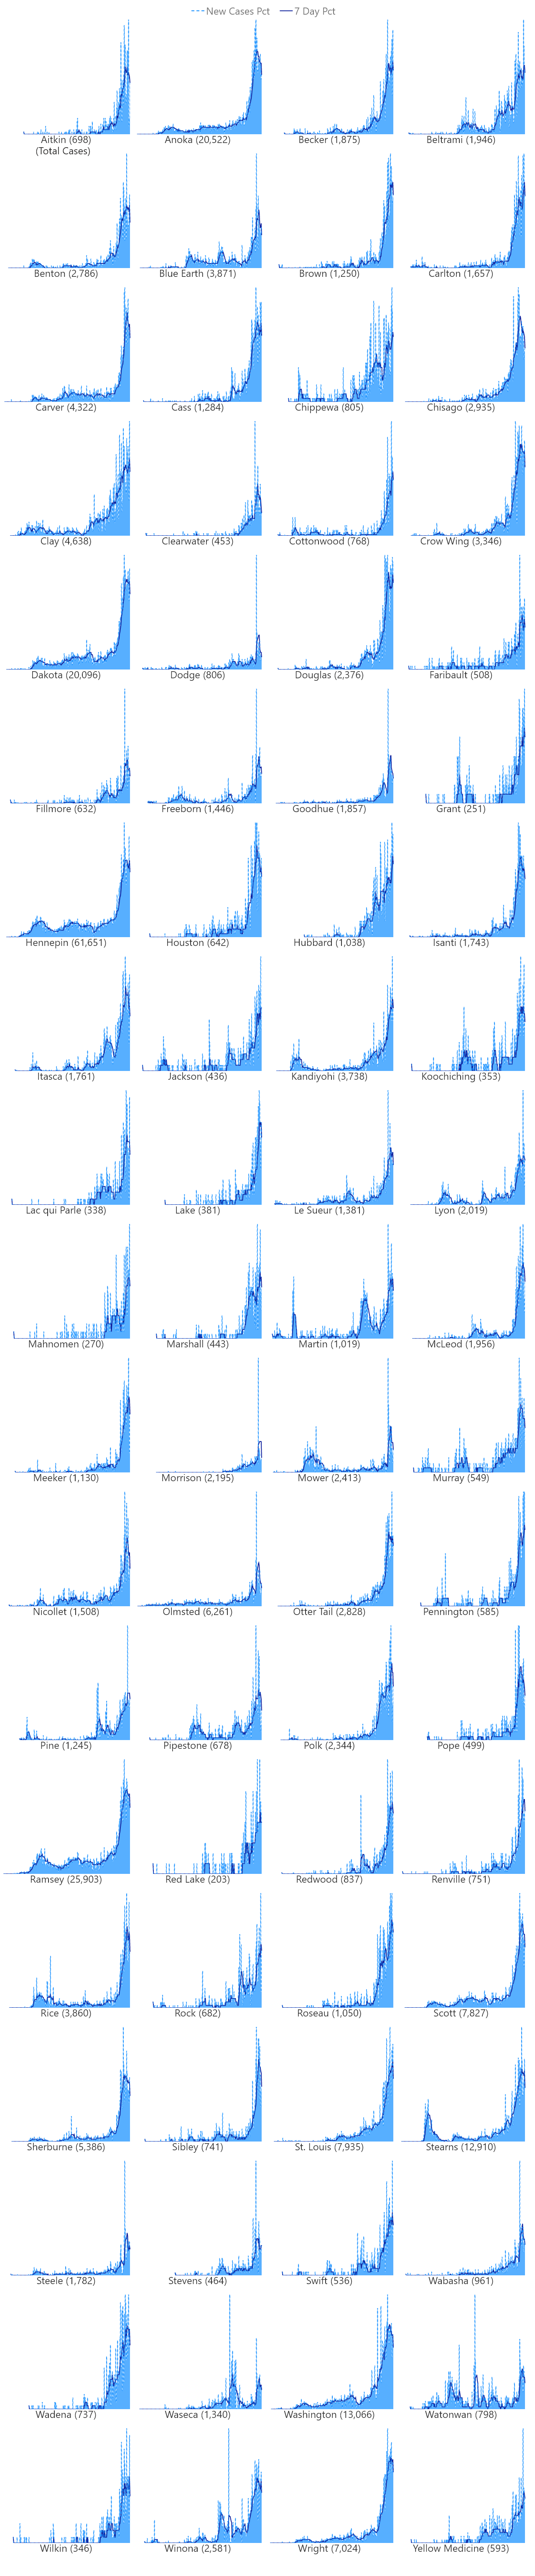 New Cases Pct 7 Day Pct
Aitkin (698) Anoka (20,522) Becker (1,875) Beltrami (1,946)
(Total Cases)
Benton (2,786) Blue Earth (3,871) Brown (1,250) Carlton (1,657)
Carver (4,322) Cass (1,284) Chippewa (805) Chisago (2,935)
Clay (4,638) Clearwater (453) Cottonwood (768) Crow Wing (3,346)
Dakota (20,096) Dodge (806) Douglas (2,376) Faribault (508)
Fillmore (632) Freeborn (1,446) Goodhue (1,857) Grant (251)
Hennepin (61,651) Houston (642) Hubbard (1,038) Isanti (1,743)
Itasca (1,761) Jackson (436) Kandiyohi (3,738) Koochiching (353)
Lac qui Parle (338) Lake (381) Le Sueur (1,381) Lyon (2,019)
Mahnomen (270) Marshall (443) Martin (1,019) McLeod (1,956)
Meeker (1,130) Morrison (2,195) Mower (2,413) Murray (549)
Nicollet (1,508) Olmsted (6,261) Otter Tail (2,828) Pennington (585)
Pine (1,245) Pipestone (678) Polk (2,344) Pope (499)
Ramsey (25,903) Red Lake (203) Redwood (837) Renville (751)
Rice (3,860) Rock (682) Roseau (1,050) Scott (7,827)
Sherburne (5,386) Sibley (741) St. Louis (7,935) Stearns (12,910)
Steele (1,782) Stevens (464) Swift (536) Wabasha (961)
Wadena (737) Waseca (1,340) Washington (13,066) Watonwan (798)
Wilkin (346) Winona (2,581) Wright (7,024) Yellow Medicine (593)